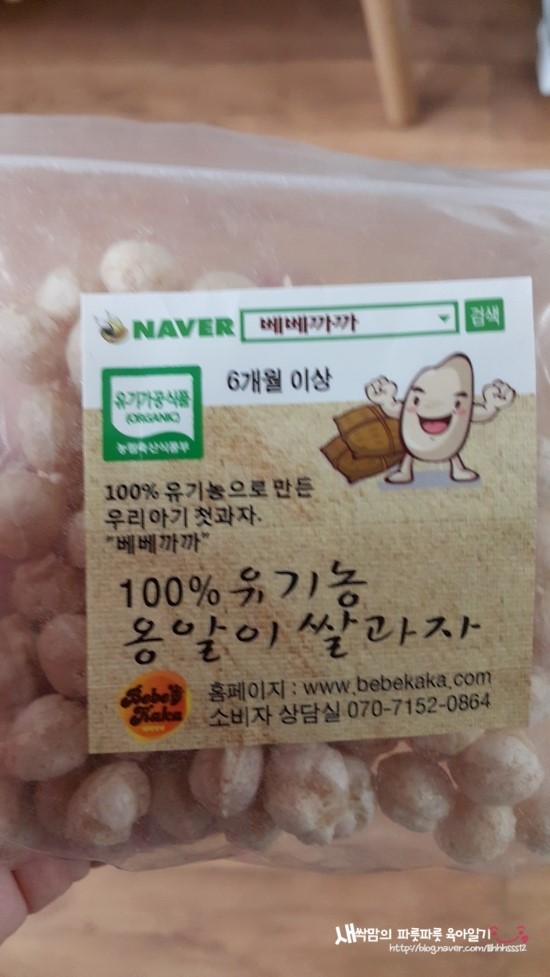 NAVER 베베까까 검색
6개월 이상
유기가공식품
(ORGANIC)
농림축산식품부
100% 유기농으로 만든
우리아기 첫과자.
"베베까까"
100% 유기농
옹알이 쌀과자
Bebe's
Kaka
홈페이지 : www.bebekaka.com
소비자 상담실 070-7152-0864
새싹맘의 파릇파릇 육아일기